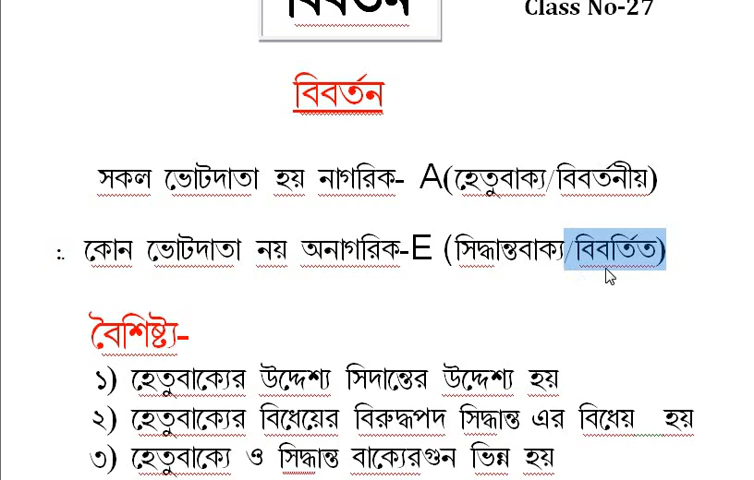 বিবর্তন
Class No-27
বিবর্তন
সকল ভোটদাতা হয় নাগরিক- A(হেতুবাক্য/বিবর্তনীয়)
:. কোন ভোটদাতা নয় অনাগরিক-E (সিদ্ধান্তবাক্য/বিবর্তিত)
বৈশিষ্ট্য-
১) হেতুবাক্যের উদ্দেশ্য সিদান্তের উদ্দেশ্য হয়
২) হেতুবাক্যের বিধেয়ের বিরুদ্ধপদ সিদ্ধান্ত এর বিধেয় হয়
৩) হেতুবাক্যে ও সিদ্ধান্ত বাক্যেরগুন ভিন্ন হয়